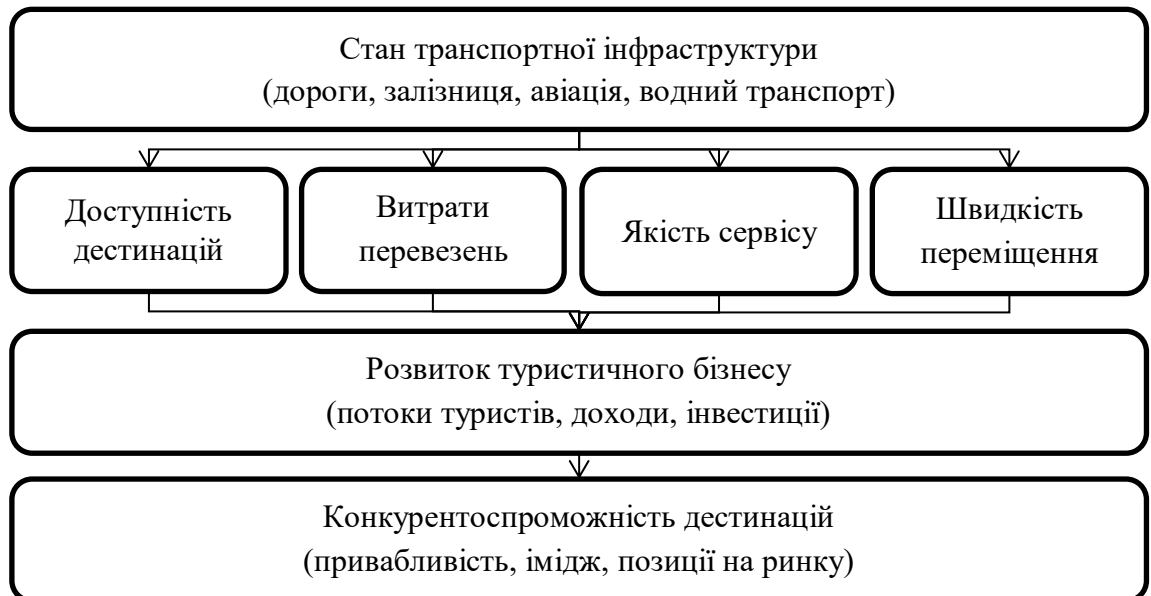 Стан транспортної інфраструктури
(дороги, залізниця, авіація, водний транспорт)
Доступність
дестинацій
Витрати
перевезень
Якість сервісу
Швидкість
переміщення
Розвиток туристичного бізнесу
(потоки туристів, доходи, інвестиції)
Конкурентоспроможність дестинацій
(привабливість, імідж, позиції на ринку)